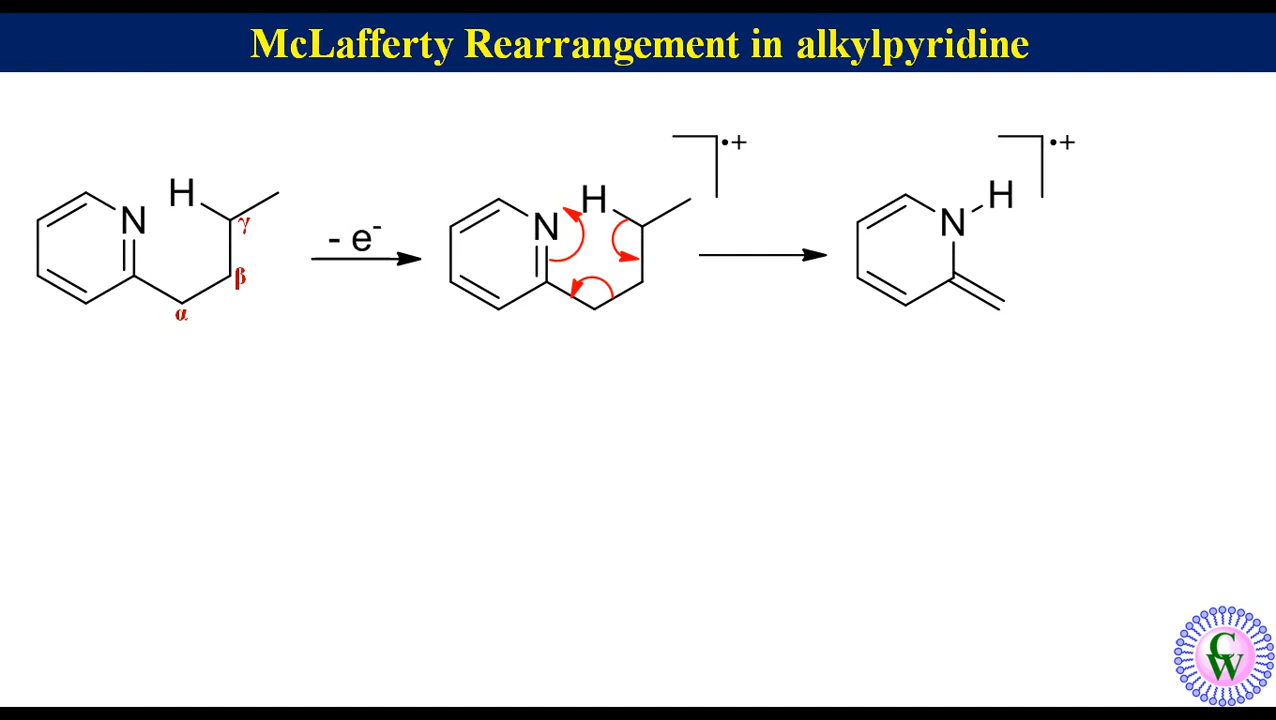 McLafferty Rearrangement in alkylpyridine
H N γ β α
- e⁻
H N •+
H N •+
CW